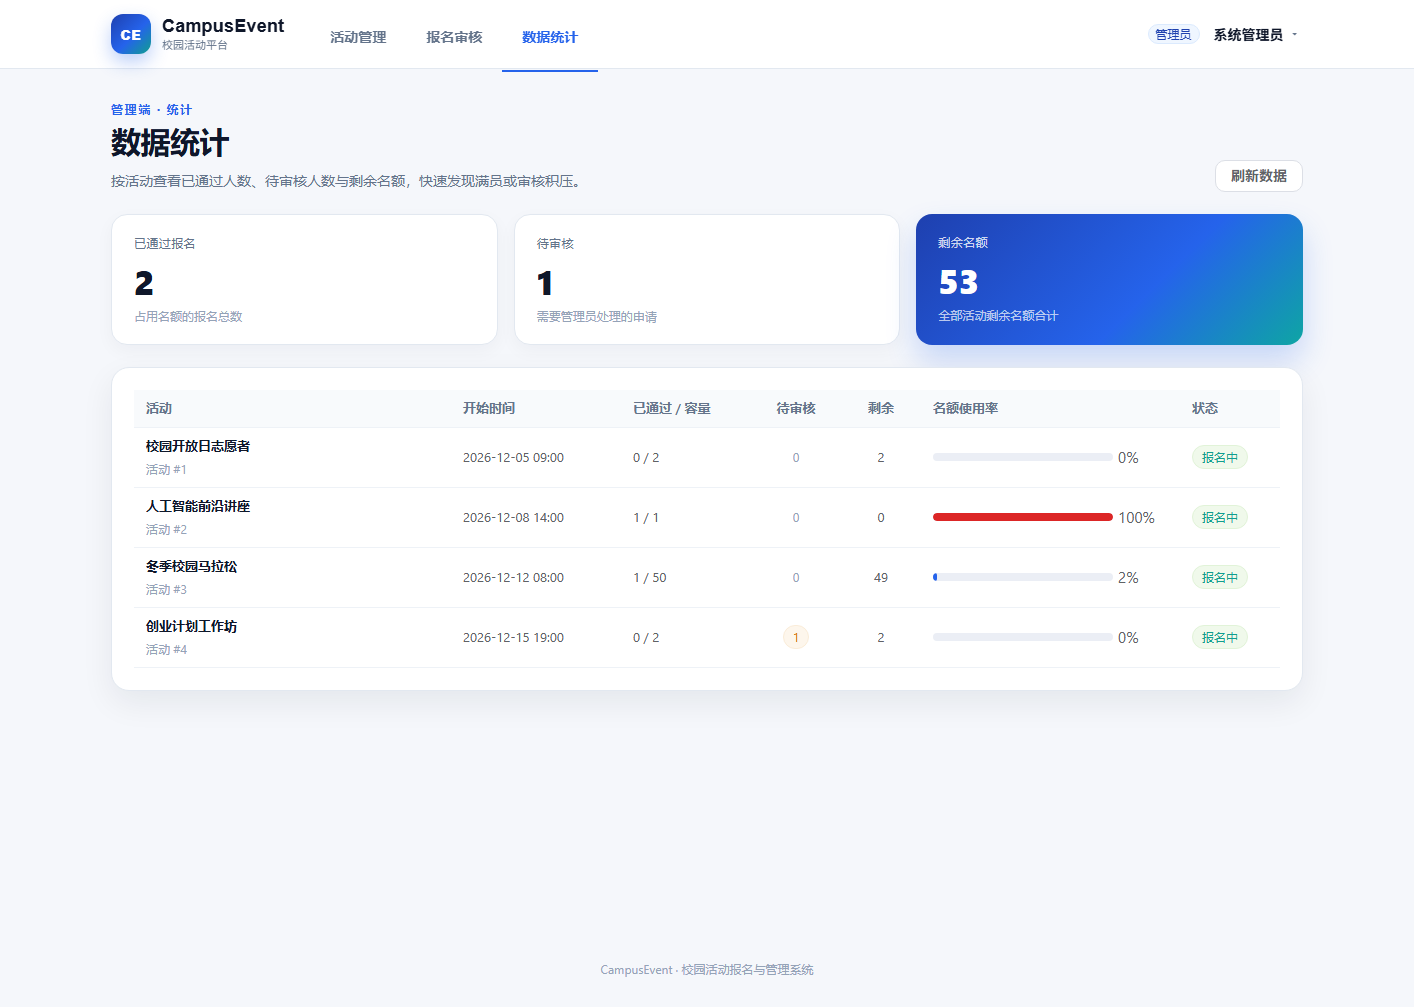 CE
CampusEvent
校园活动平台
活动管理
报名审核
数据统计
管理员
系统管理员
管理端 · 统计
数据统计
按活动查看已通过人数、待审核人数与剩余名额，快速发现满员或审核积压。
刷新数据
已通过报名
2
占用名额的报名总数
待审核
1
需要管理员处理的申请
剩余名额
53
全部活动剩余名额合计
活动 开始时间 已通过 / 容量 待审核 剩余 名额使用率 状态
校园开放日志愿者
活动 #1
2026-12-05 09:00 0 / 2 0 2 0% 报名中
人工智能前沿讲座
活动 #2
2026-12-08 14:00 1 / 1 0 0 100% 报名中
冬季校园马拉松
活动 #3
2026-12-12 08:00 1 / 50 0 49 2% 报名中
创业计划工作坊
活动 #4
2026-12-15 19:00 0 / 2 1 2 0% 报名中
CampusEvent · 校园活动报名与管理系统